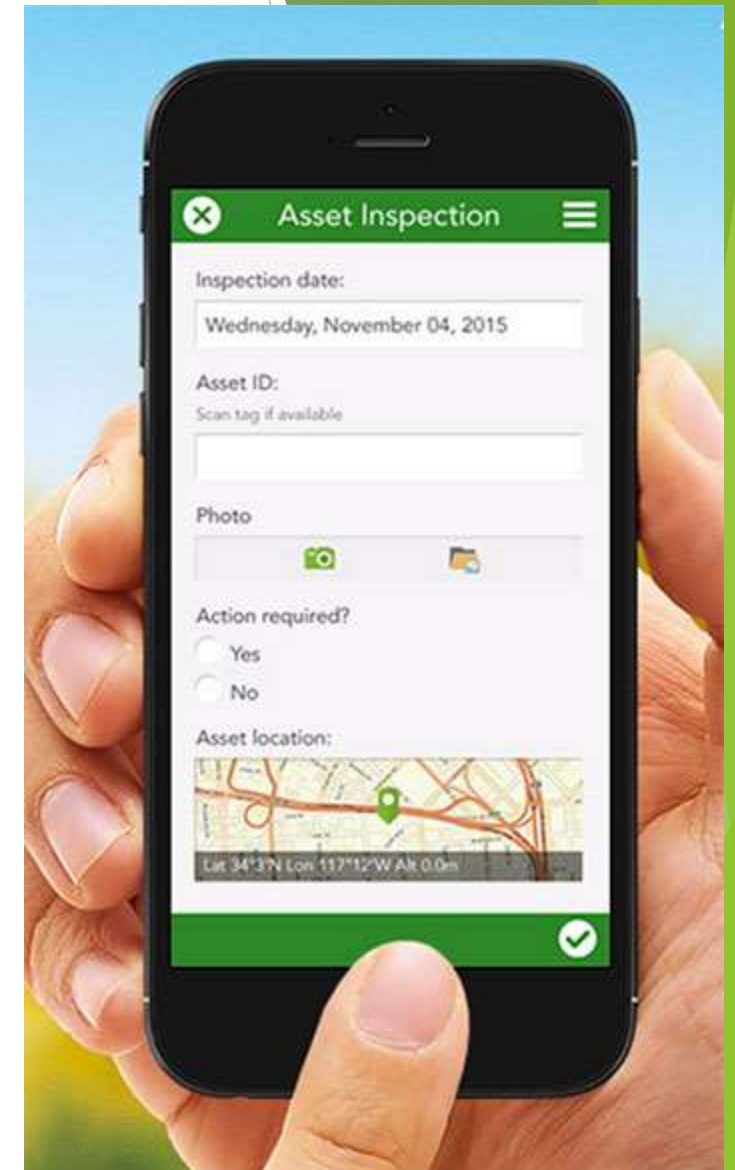 Asset Inspection
Inspection date:
Wednesday, November 04, 2015
Asset ID:
Scan tag if available
Photo
Action required?
Yes
No
Asset location:
Lat 34°3'N Lon 117°12'W Alt 0.0m